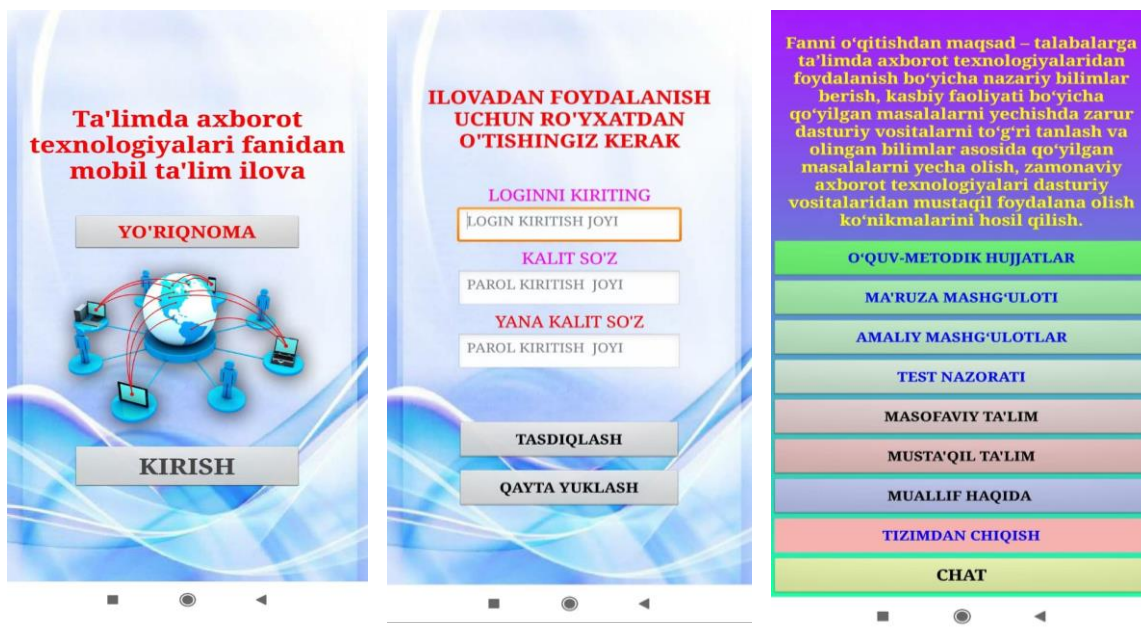 Ta'limda axborot
texnologiyalari fanidan
mobil ta'lim ilova
YO'RIQNOMA
KIRISH
ILOVADAN FOYDALANISH
UCHUN RO'YXATDAN
O'TISHINGIZ KERAK
LOGINNI KIRITING
LOGIN KIRITISH JOYI
KALIT SO'Z
PAROL KIRITISH JOYI
YANA KALIT SO'Z
PAROL KIRITISH JOYI
TASDIQLASH
QAYTA YUKLASH
Fanni o‘qitishdan maqsad – talabalarga
ta’limda axborot texnologiyalaridan
foydalanish bo‘yicha nazariy bilimlar
berish, kasbiy faoliyati bo‘yicha
qo‘yilgan masalalarni yechishda zarur
dasturiy vositalarni to‘g‘ri tanlash va
olingan bilimlar asosida qo‘yilgan
masalalarni yecha olish, zamonaviy
axborot texnologiyalari dasturiy
vositalaridan mustaqil foydalana olish
ko‘nikmalarini hosil qilish.
O‘QUV-METODIK HUJJATLAR
MA'RUZA MASHG‘ULOTI
AMALIY MASHG‘ULOTLAR
TEST NAZORATI
MASOFAVIY TA'LIM
MUSTA'QIL TA'LIM
MUALLIF HAQIDA
TIZIMDAN CHIQISH
CHAT